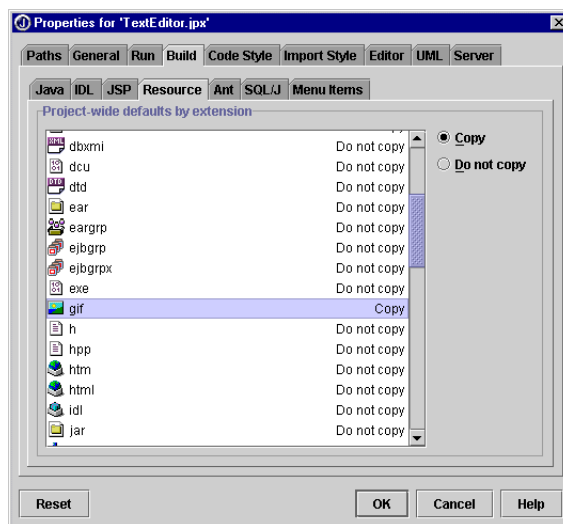 Properties for 'TextEditor.jpx'
Paths General Run Build Code Style Import Style Editor UML Server
Java IDL JSP Resource Ant SQL/J Menu Items
Project-wide defaults by extension
dbxmi Do not copy
dcu Do not copy
dtd Do not copy
ear Do not copy
eargrp Do not copy
ejbgrp Do not copy
ejbgrpx Do not copy
exe Do not copy
gif Copy
h Do not copy
hpp Do not copy
htm Do not copy
html Do not copy
idl Do not copy
jar Do not copy
Copy
Do not copy
Reset OK Cancel Help